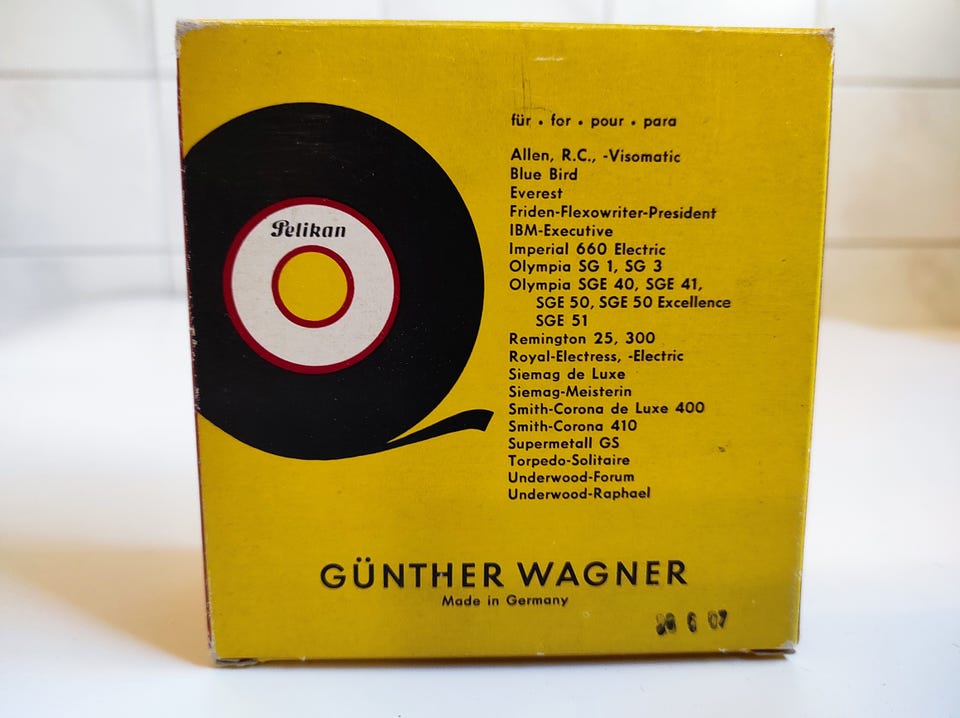 Pelikan
für • for • pour • para
Allen, R.C., -Visomatic
Blue Bird
Everest
Friden-Flexowriter-President
IBM-Executive
Imperial 660 Electric
Olympia SG 1, SG 3
Olympia SGE 40, SGE 41,
SGE 50, SGE 50 Excellence
SGE 51
Remington 25, 300
Royal-Electress, -Electric
Siemag de Luxe
Siemag-Meisterin
Smith-Corona de Luxe 400
Smith-Corona 410
Supermetall GS
Torpedo-Solitaire
Underwood-Forum
Underwood-Raphael
GÜNTHER WAGNER
Made in Germany
6 07